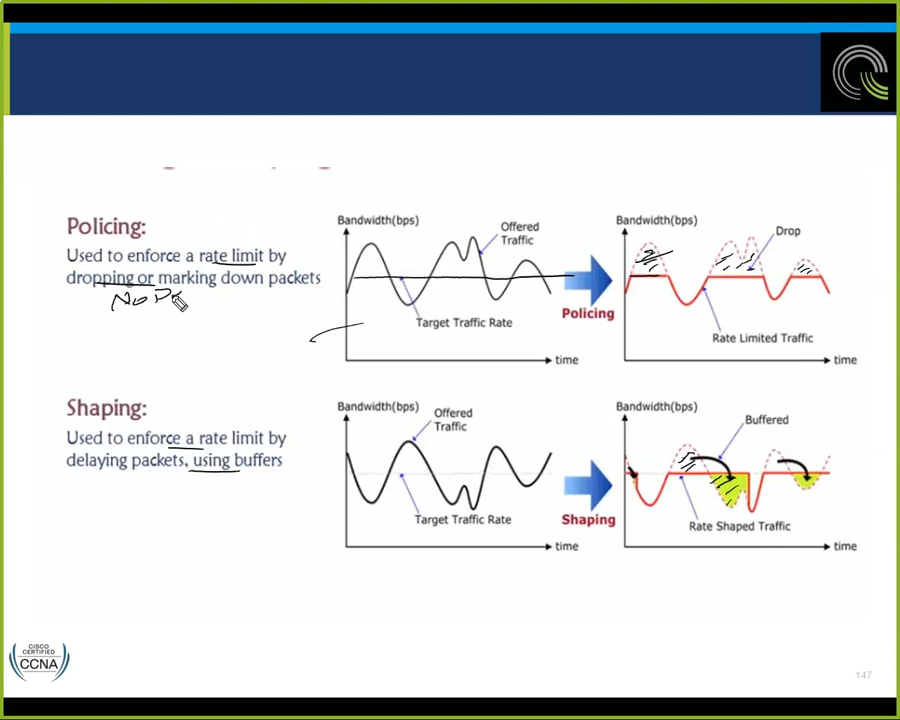 Policing:
Used to enforce a rate limit by
dropping or marking down packets
No
Bandwidth(bps)
Offered
Traffic
Target Traffic Rate
time
Policing
Bandwidth(bps)
Drop
Rate Limited Traffic
time
Shaping:
Used to enforce a rate limit by
delaying packets, using buffers
Bandwidth(bps)
Offered
Traffic
Target Traffic Rate
time
Shaping
Bandwidth(bps)
Buffered
Rate Shaped Traffic
time
CISCO
CERTIFIED
CCNA
147